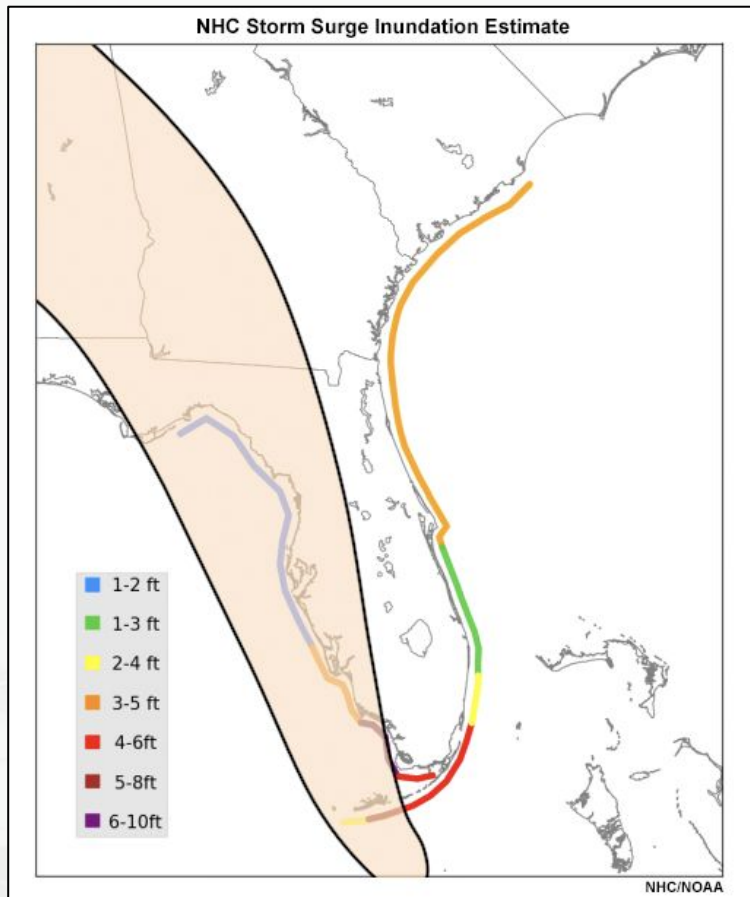 NHC Storm Surge Inundation Estimate
1-2 ft
1-3 ft
2-4 ft
3-5 ft
4-6ft
5-8ft
6-10ft
NHC/NOAA